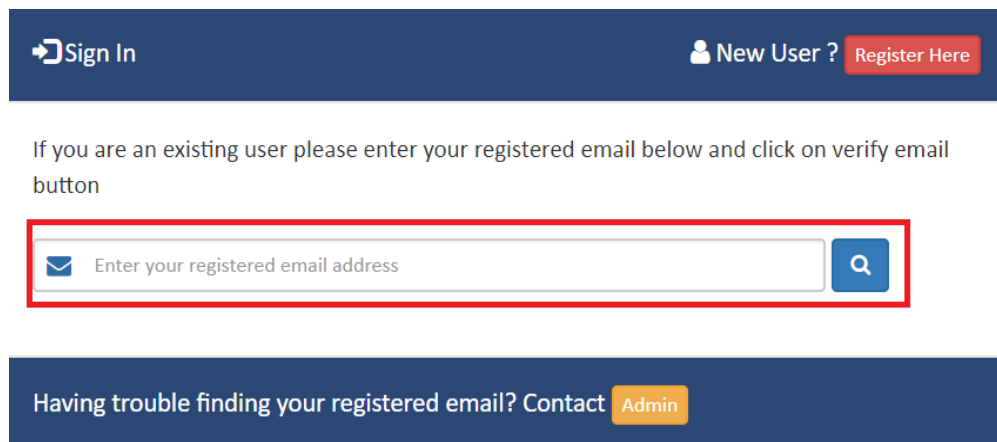 Sign In
New User ? Register Here
If you are an existing user please enter your registered email below and click on verify email
button
Enter your registered email address
Having trouble finding your registered email? Contact Admin